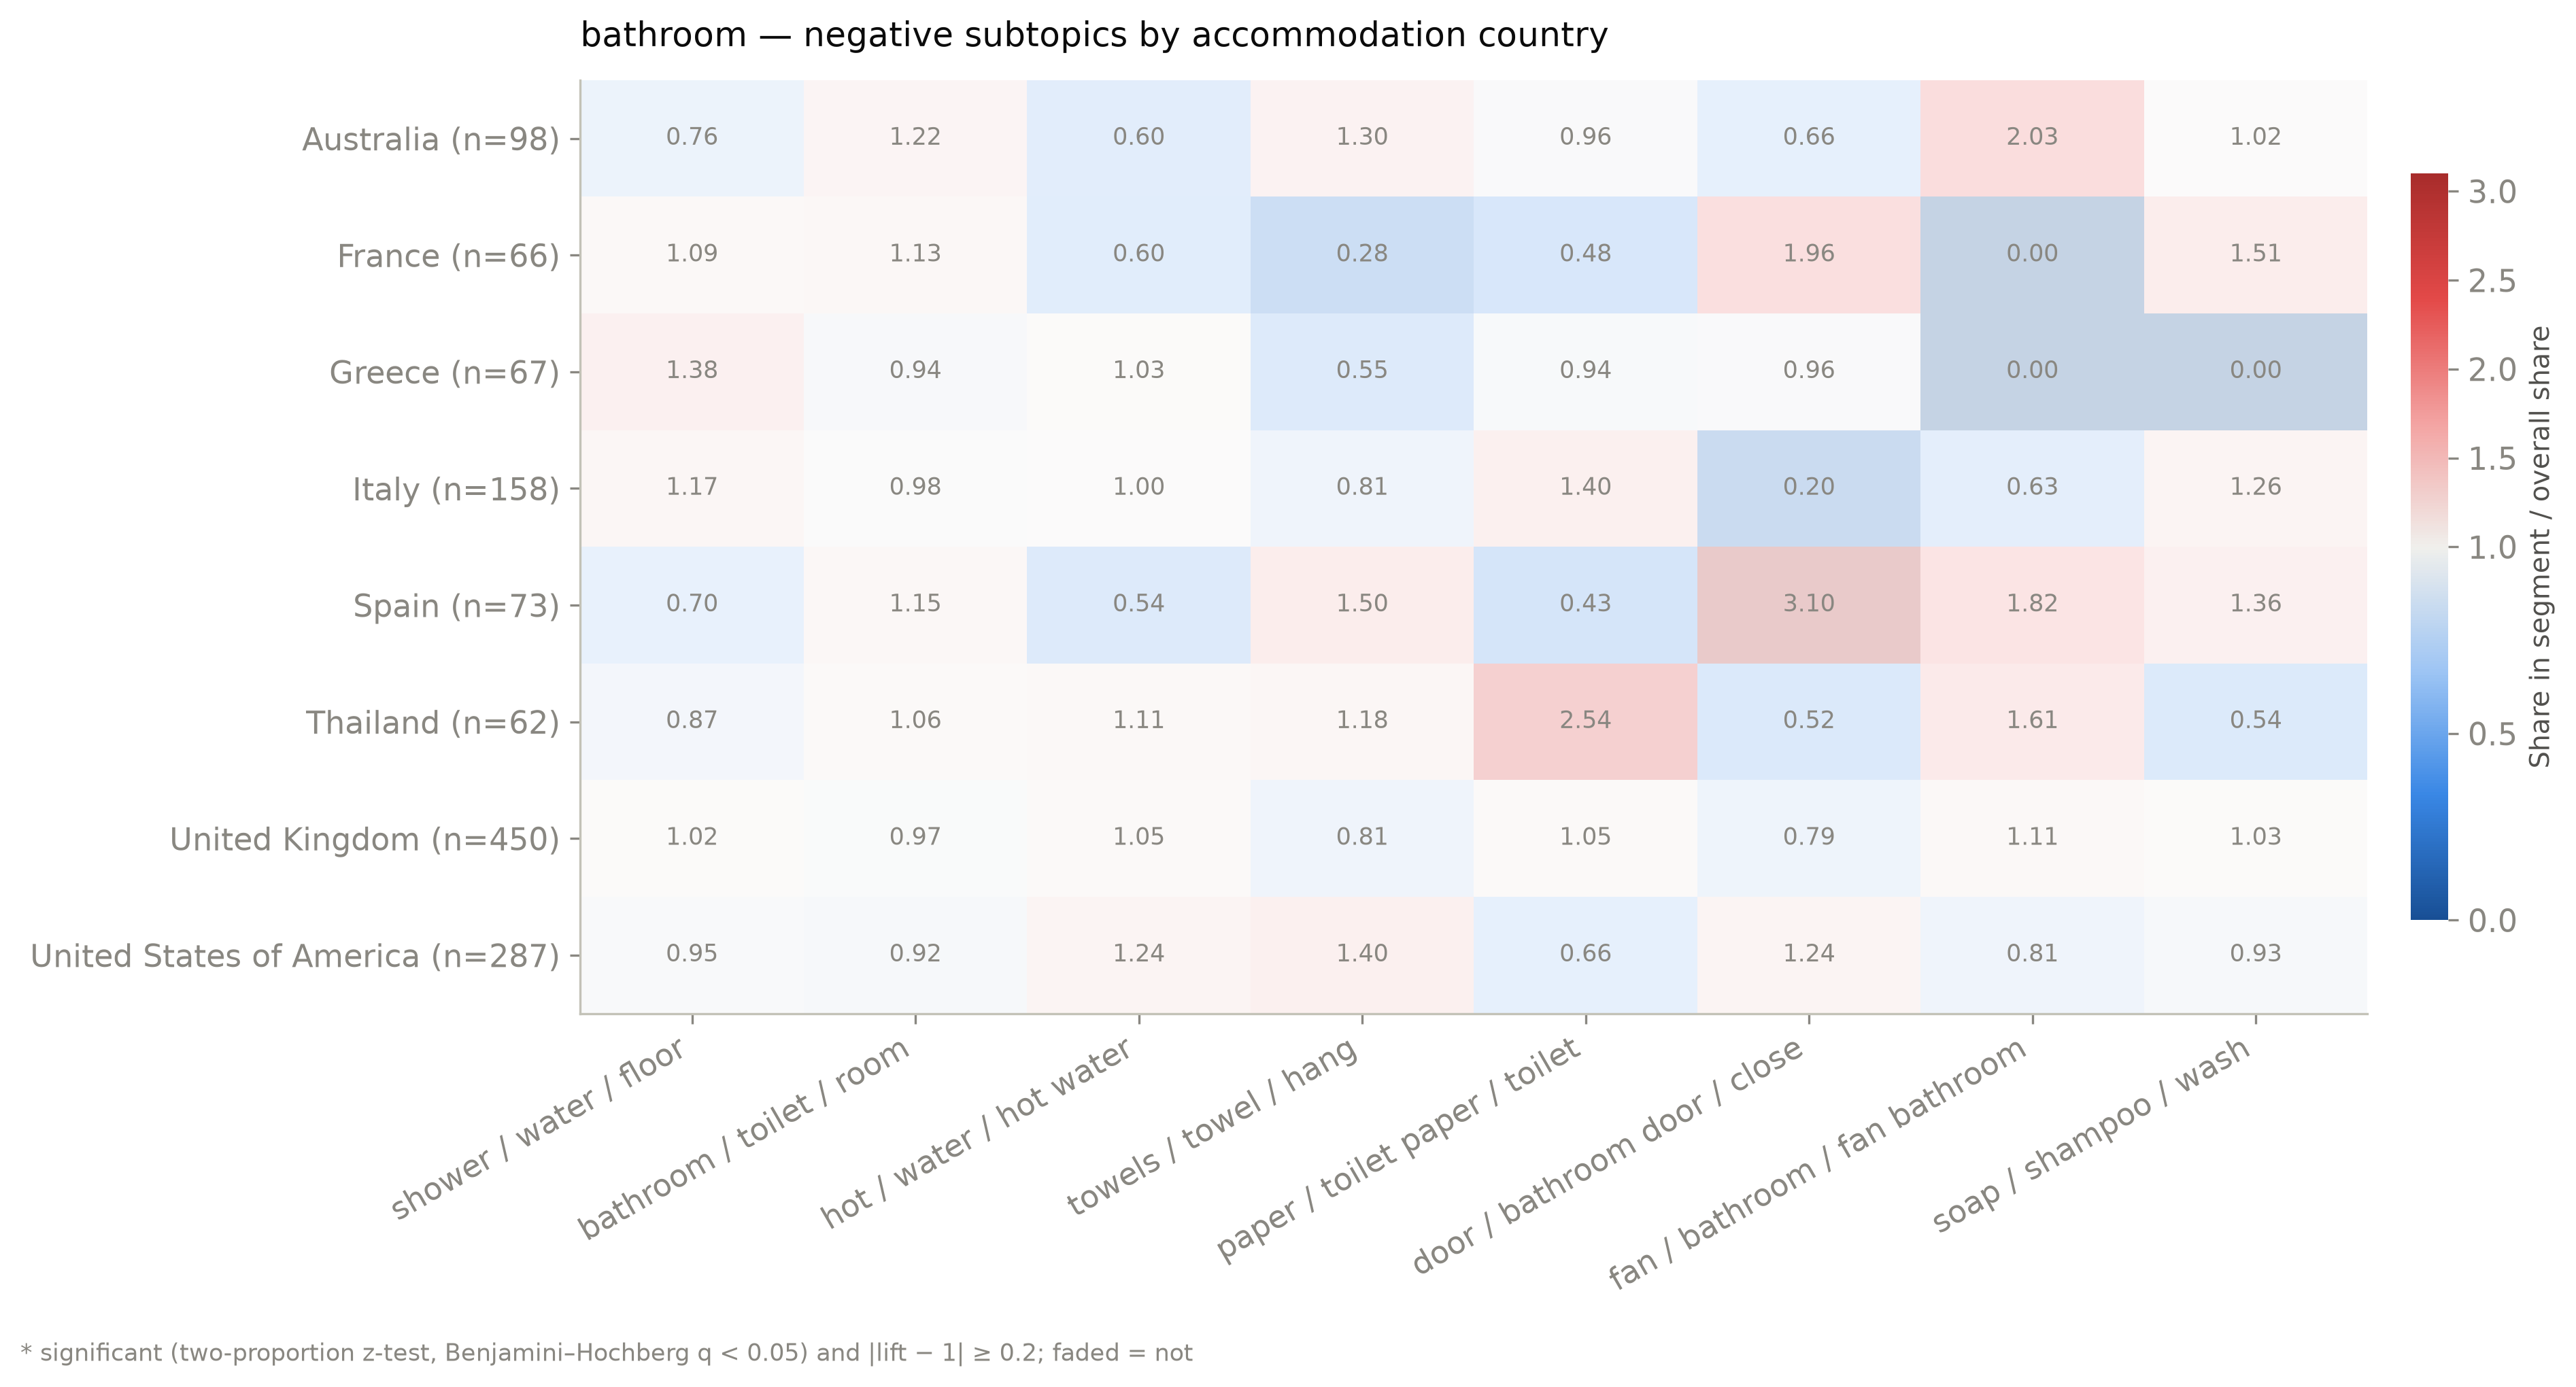 bathroom — negative subtopics by accommodation country
Australia (n=98) 0.76 1.22 0.60 1.30 0.96 0.66 2.03 1.02
France (n=66) 1.09 1.13 0.60 0.28 0.48 1.96 0.00 1.51
Greece (n=67) 1.38 0.94 1.03 0.55 0.94 0.96 0.00 0.00
Italy (n=158) 1.17 0.98 1.00 0.81 1.40 0.20 0.63 1.26
Spain (n=73) 0.70 1.15 0.54 1.50 0.43 3.10 1.82 1.36
Thailand (n=62) 0.87 1.06 1.11 1.18 2.54 0.52 1.61 0.54
United Kingdom (n=450) 1.02 0.97 1.05 0.81 1.05 0.79 1.11 1.03
United States of America (n=287) 0.95 0.92 1.24 1.40 0.66 1.24 0.81 0.93
shower / water / floor
bathroom / toilet / room
hot / water / hot water
towels / towel / hang
paper / toilet paper / toilet
door / bathroom door / close
fan / bathroom / fan bathroom
soap / shampoo / wash
3.0
2.5
2.0
1.5
1.0
0.5
0.0
Share in segment / overall share
* significant (two-proportion z-test, Benjamini–Hochberg q < 0.05) and |lift − 1| ≥ 0.2; faded = not